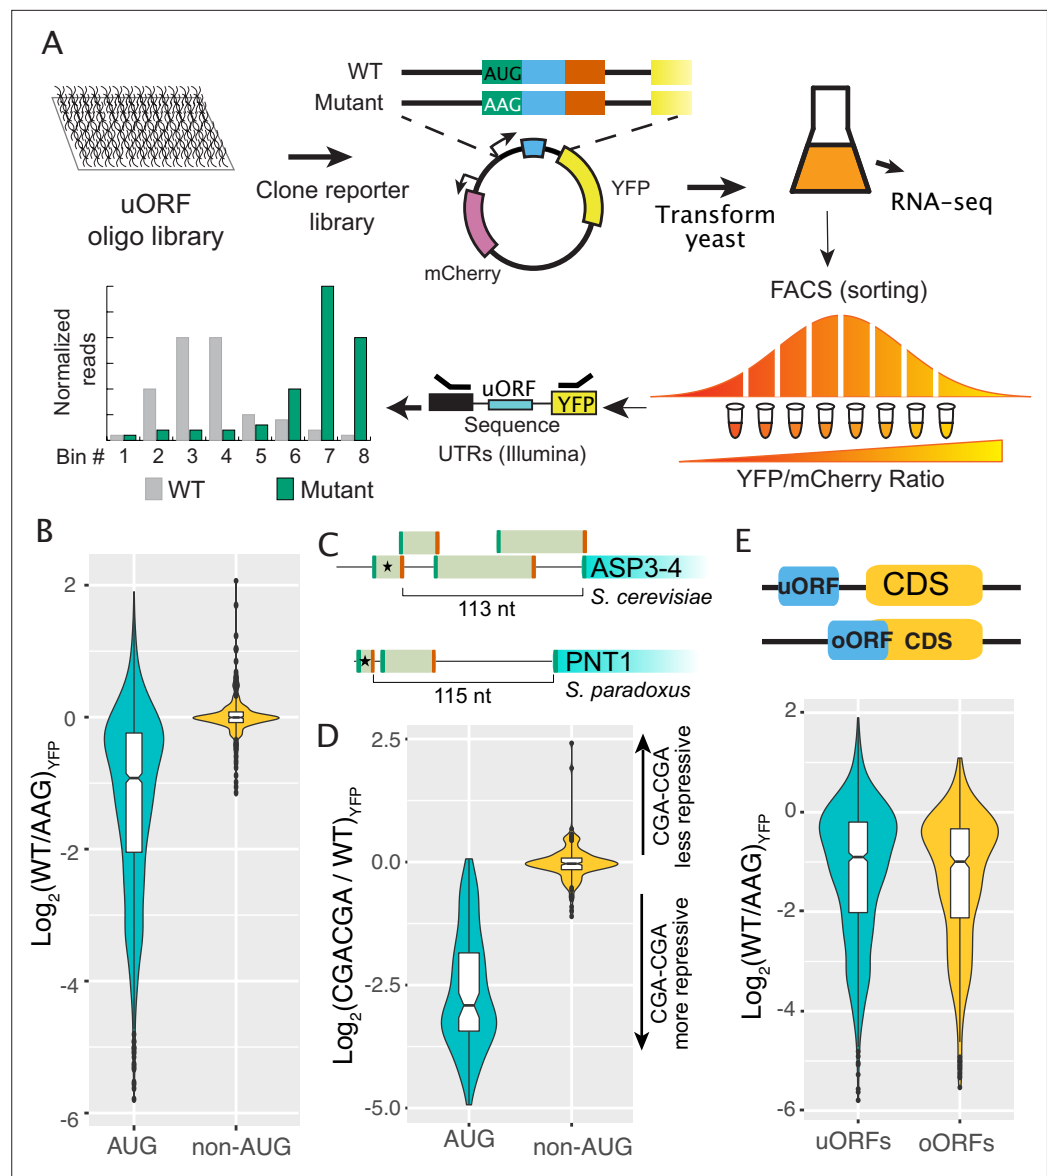 A
WT
AUG
Mutant
AAG
uORF
oligo library
Clone reporter
library
YFP
mCherry
Transform
yeast
RNA-seq
FACS (sorting)
YFP/mCherry Ratio
uORF
YFP
Sequence
UTRs (Illumina)
Normalized
reads
Bin # 1 2 3 4 5 6 7 8
WT
Mutant
B
2
0
-2
-4
-6
Log2(WT/AAG)YFP
AUG
non-AUG
C
ASP3-4
113 nt
S. cerevisiae
PNT1
115 nt
S. paradoxus
D
2.5
0.0
-2.5
-5.0
Log2(CGACGA / WT)YFP
CGA-CGA
less repressive
CGA-CGA
more repressive
AUG
non-AUG
E
uORF
CDS
oORF
CDS
2
0
-2
-4
-6
Log2(WT/AAG)YFP
uORFs
oORFs